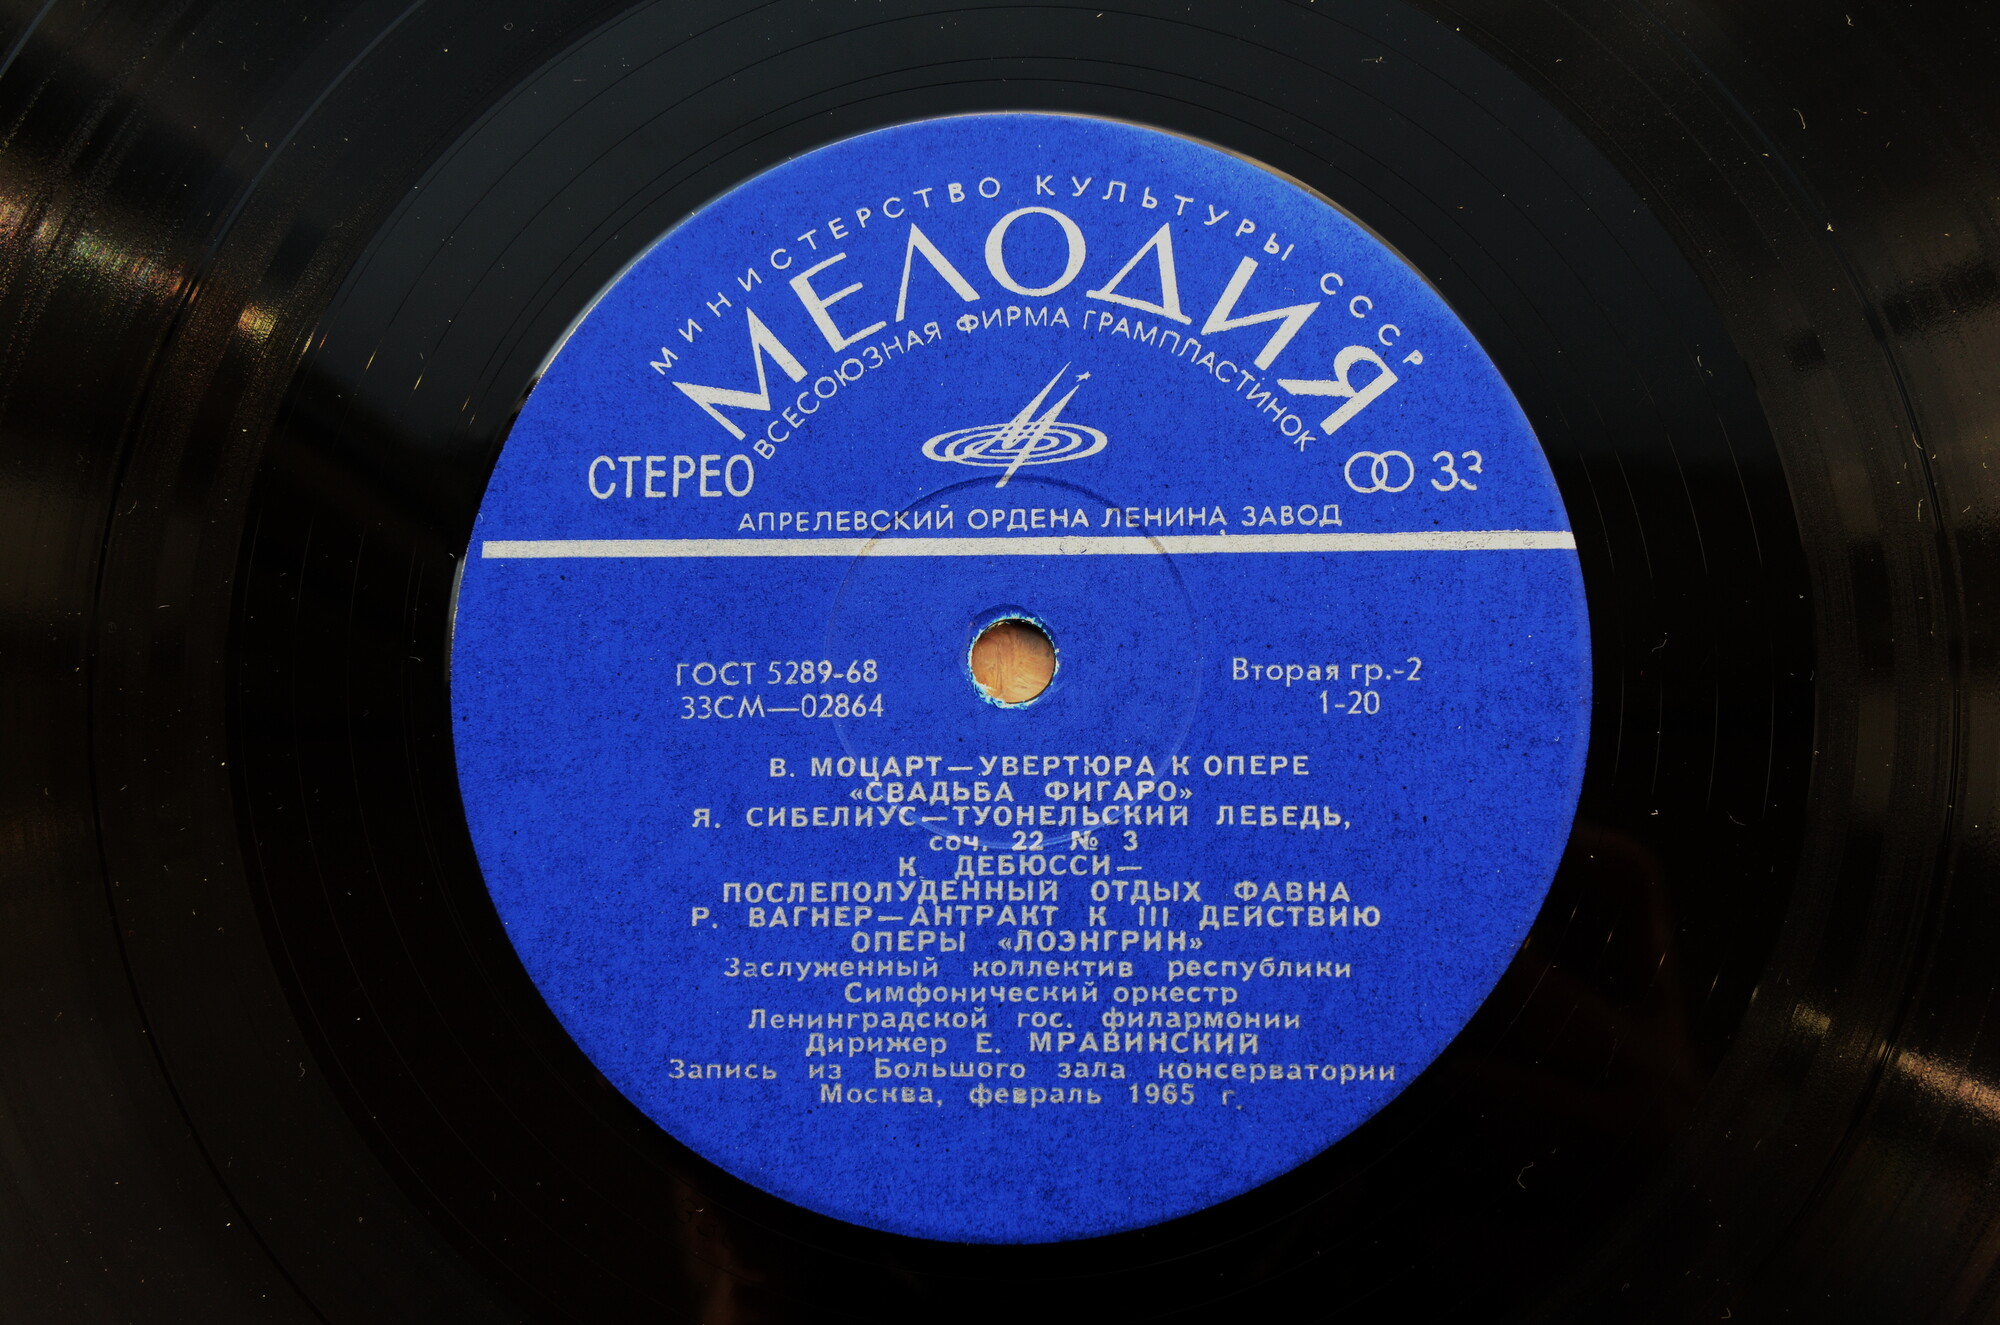 МИНИСТЕРСТВО КУЛЬТУРЫ СССР
МЕЛОДИЯ
ВСЕСОЮЗНАЯ ФИРМА ГРАМПЛАСТИНОК
СТЕРЕО
33
АПРЕЛЕВСКИЙ ОРДЕНА ЛЕНИНА ЗАВОД
ГОСТ 5289-68
33СМ—02864
Вторая гр.-2
1-20
В. МОЦАРТ—УВЕРТЮРА К ОПЕРЕ
«СВАДЬБА ФИГАРО»
Я. СИБЕЛИУС—ТУОНЕЛЬСКИЙ ЛЕБЕДЬ,
соч. 22 № 3
К. ДЕБЮССИ—
ПОСЛЕПОЛУДЕННЫЙ ОТДЫХ ФАВНА
Р. ВАГНЕР—АНТРАКТ К III ДЕЙСТВИЮ
ОПЕРЫ «ЛОЭНГРИН»
Заслуженный коллектив республики
Симфонический оркестр
Ленинградской гос. филармонии
Дирижер Е. МРАВИНСКИЙ
Запись из Большого зала консерватории
Москва, февраль 1965 г.